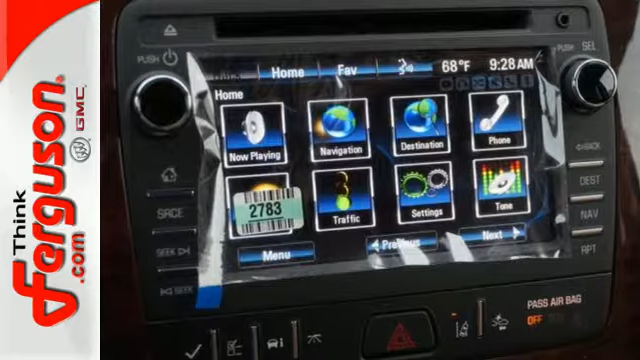 Think
Ferguson
.com
GMC
PUSH
PUSH
SEL
Home
Fav
68°F
9:28 AM
Home
Now Playing
Navigation
Destination
Phone
2783
Traffic
Settings
Tone
Menu
Previous
Next
SRCE
SEEK
SEEK
BACK
DEST
NAV
RPT
PASS AIR BAG
OFF